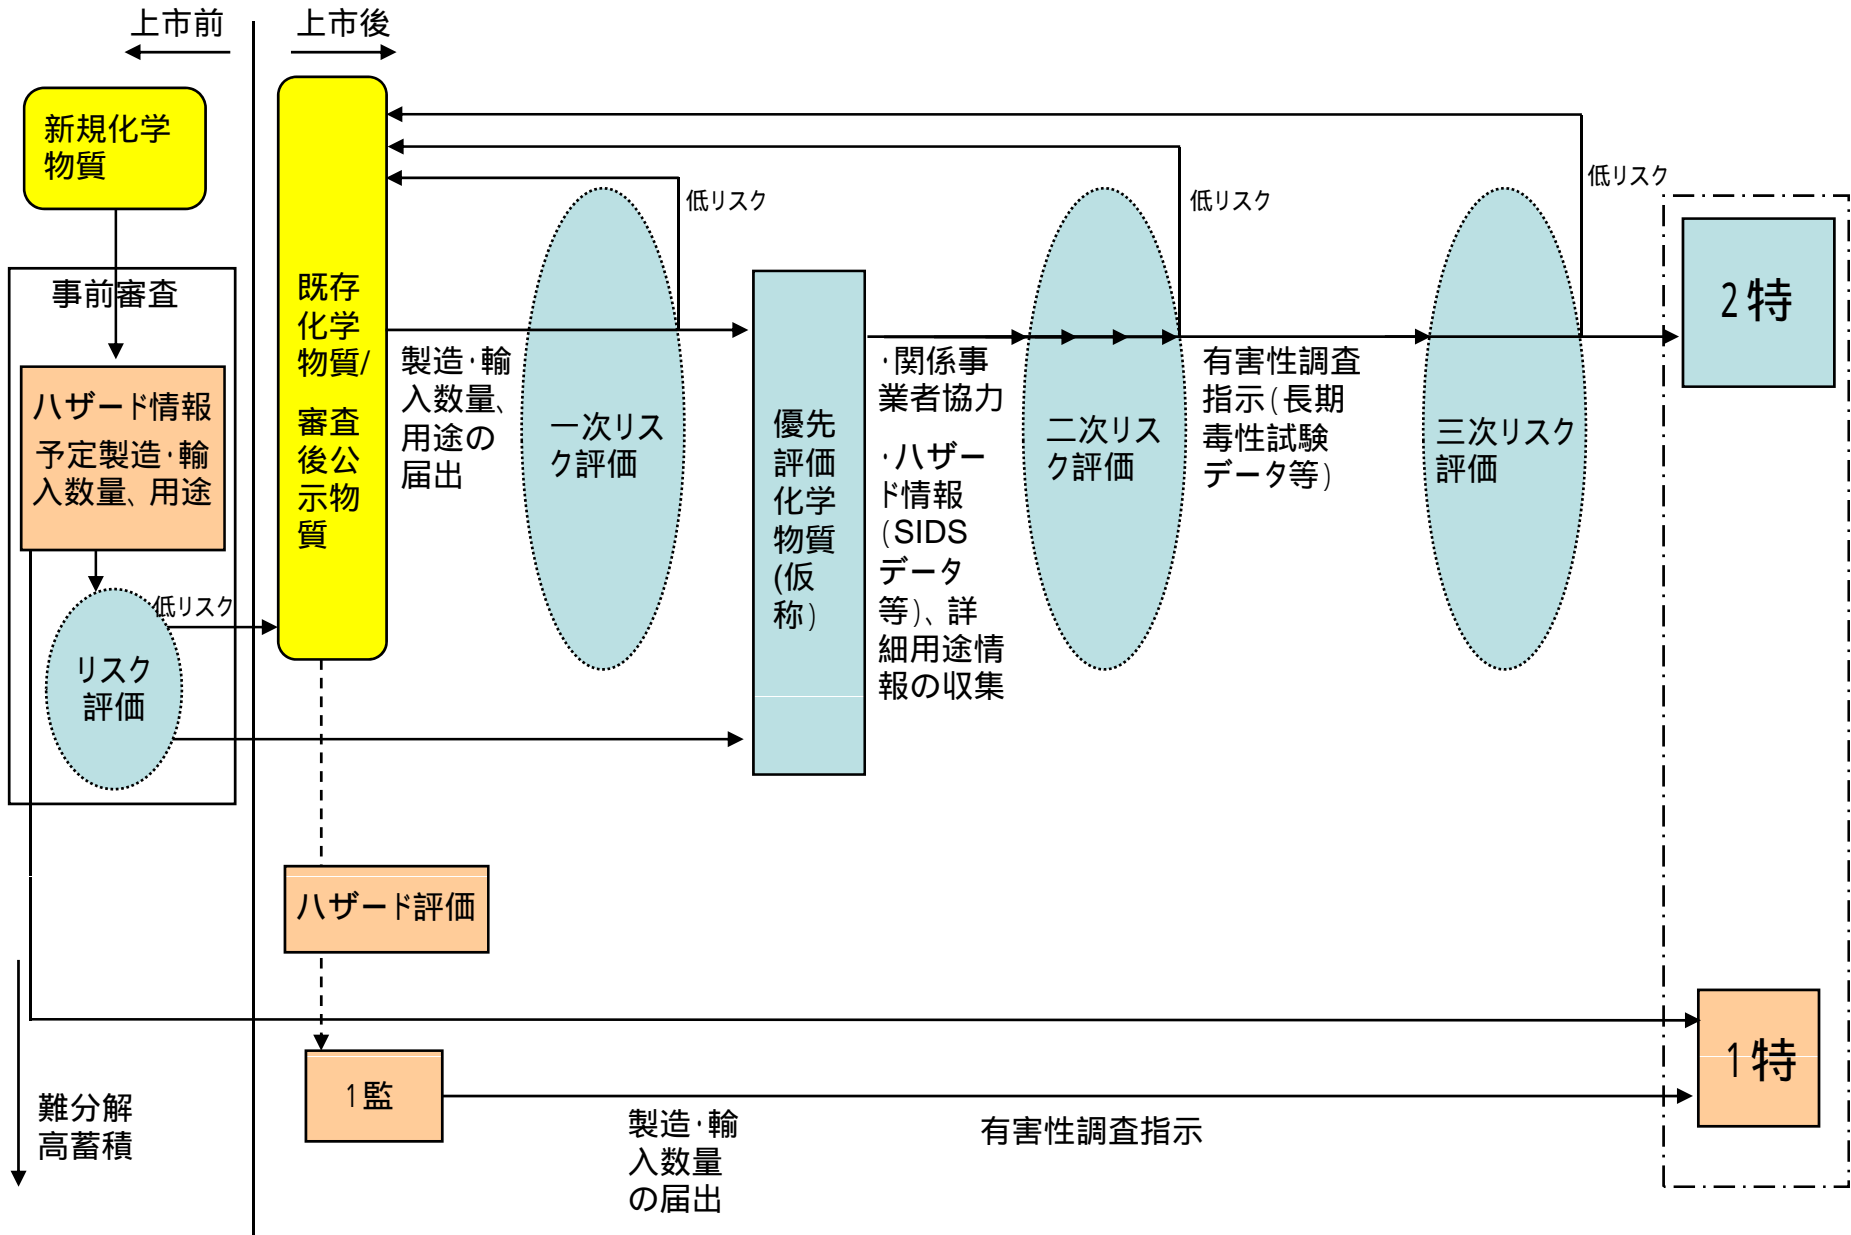 上市前
上市後
新規化学
物質
事前審査
ハザード情報
予定製造・輸
入数量、用途
低リスク
リスク
評価
難分解
高蓄積
既存
化学
物質/
審査
後公
示物
質
製造・輸
入数量、
用途の
届出
低リスク
一次リス
ク評価
優先
評価
化学
物質
(仮
称)
・関係事
業者協力
・ハザー
ド情報
(SIDS
データ
等)、詳
細用途情
報の収集
低リスク
二次リス
ク評価
有害性調査
指示(長期
毒性試験
データ等)
低リスク
三次リスク
評価
2特
ハザード評価
1監
製造・輸
入数量
の届出
有害性調査指示
1特